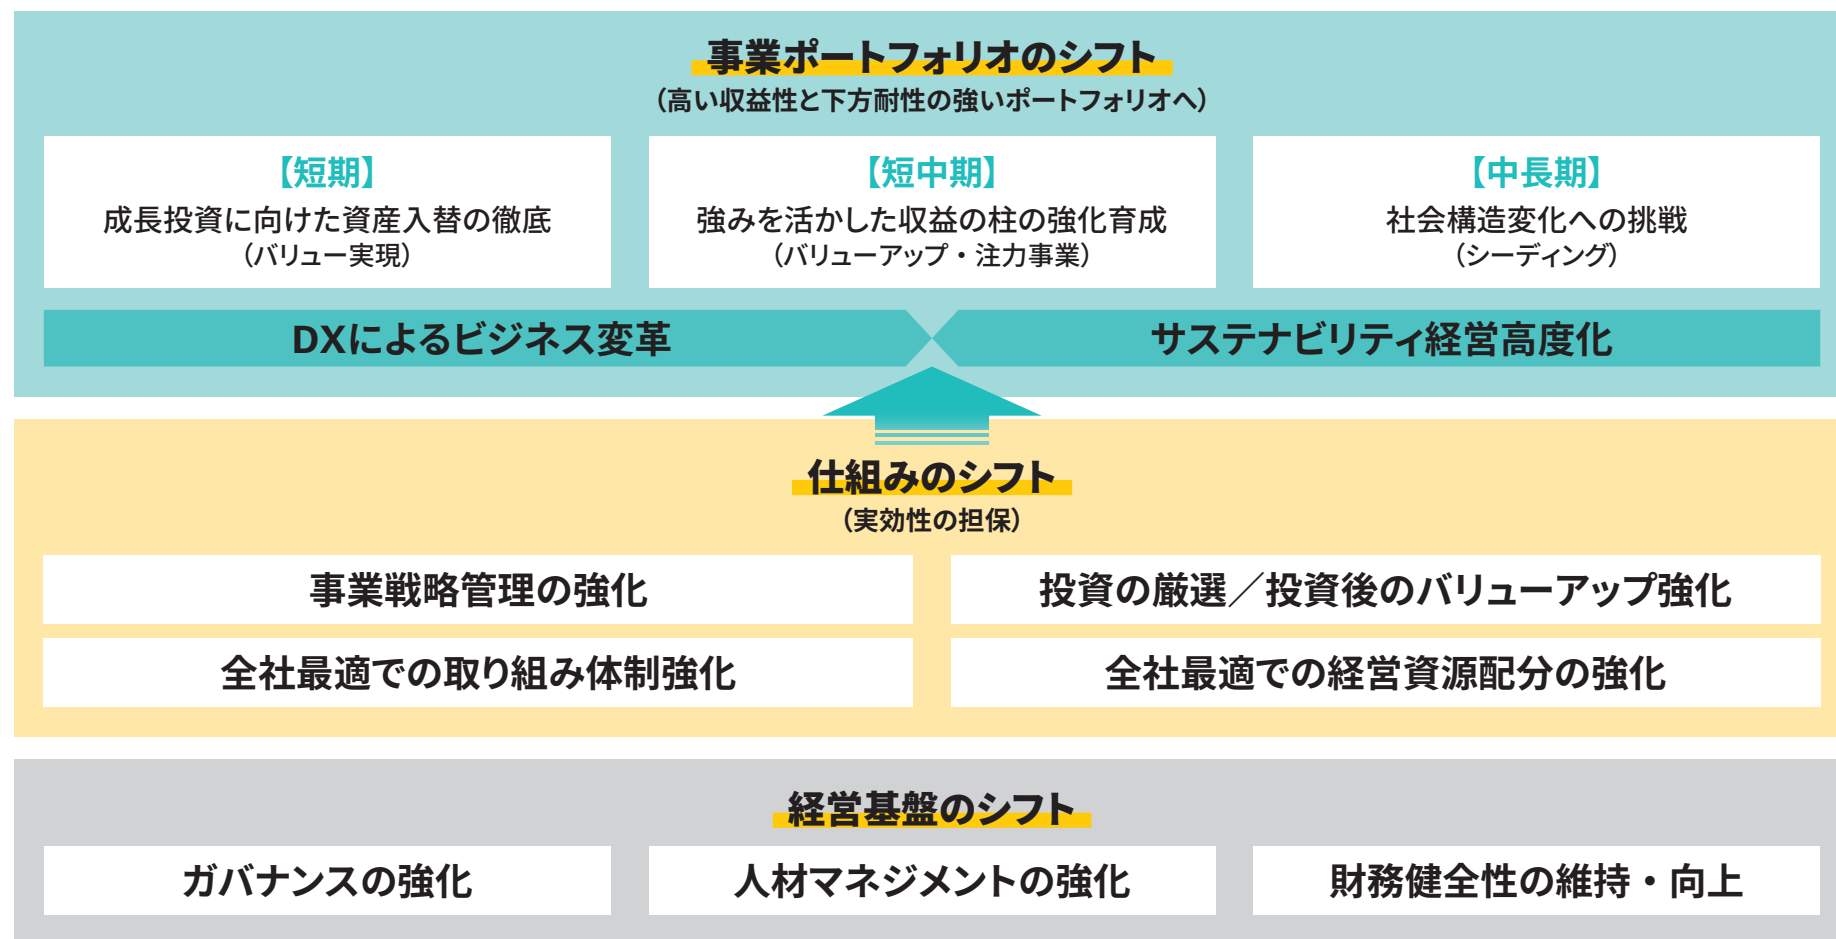 事業ポートフォリオのシフト
（高い収益性と下方耐性の強いポートフォリオへ）
【短期】
成長投資に向けた資産入替の徹底
（バリュー実現）
【短中期】
強みを活かした収益の柱の強化育成
（バリューアップ・注力事業）
【中長期】
社会構造変化への挑戦
（シーディング）
DXによるビジネス変革
サステナビリティ経営高度化
仕組みのシフト
（実効性の担保）
事業戦略管理の強化
投資の厳選／投資後のバリューアップ強化
全社最適での取り組み体制強化
全社最適での経営資源配分の強化
経営基盤のシフト
ガバナンスの強化
人材マネジメントの強化
財務健全性の維持・向上